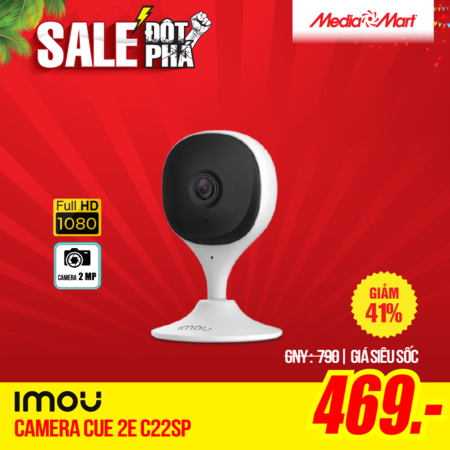 SALE ĐỘT PHÁ
MediaMart
Full HD
1080
CAMERA 2 MP
imou
GIẢM
41%
GNY : 790 | GIÁ SIÊU SỐC
imou
469.-
CAMERA CUE 2E C22SP